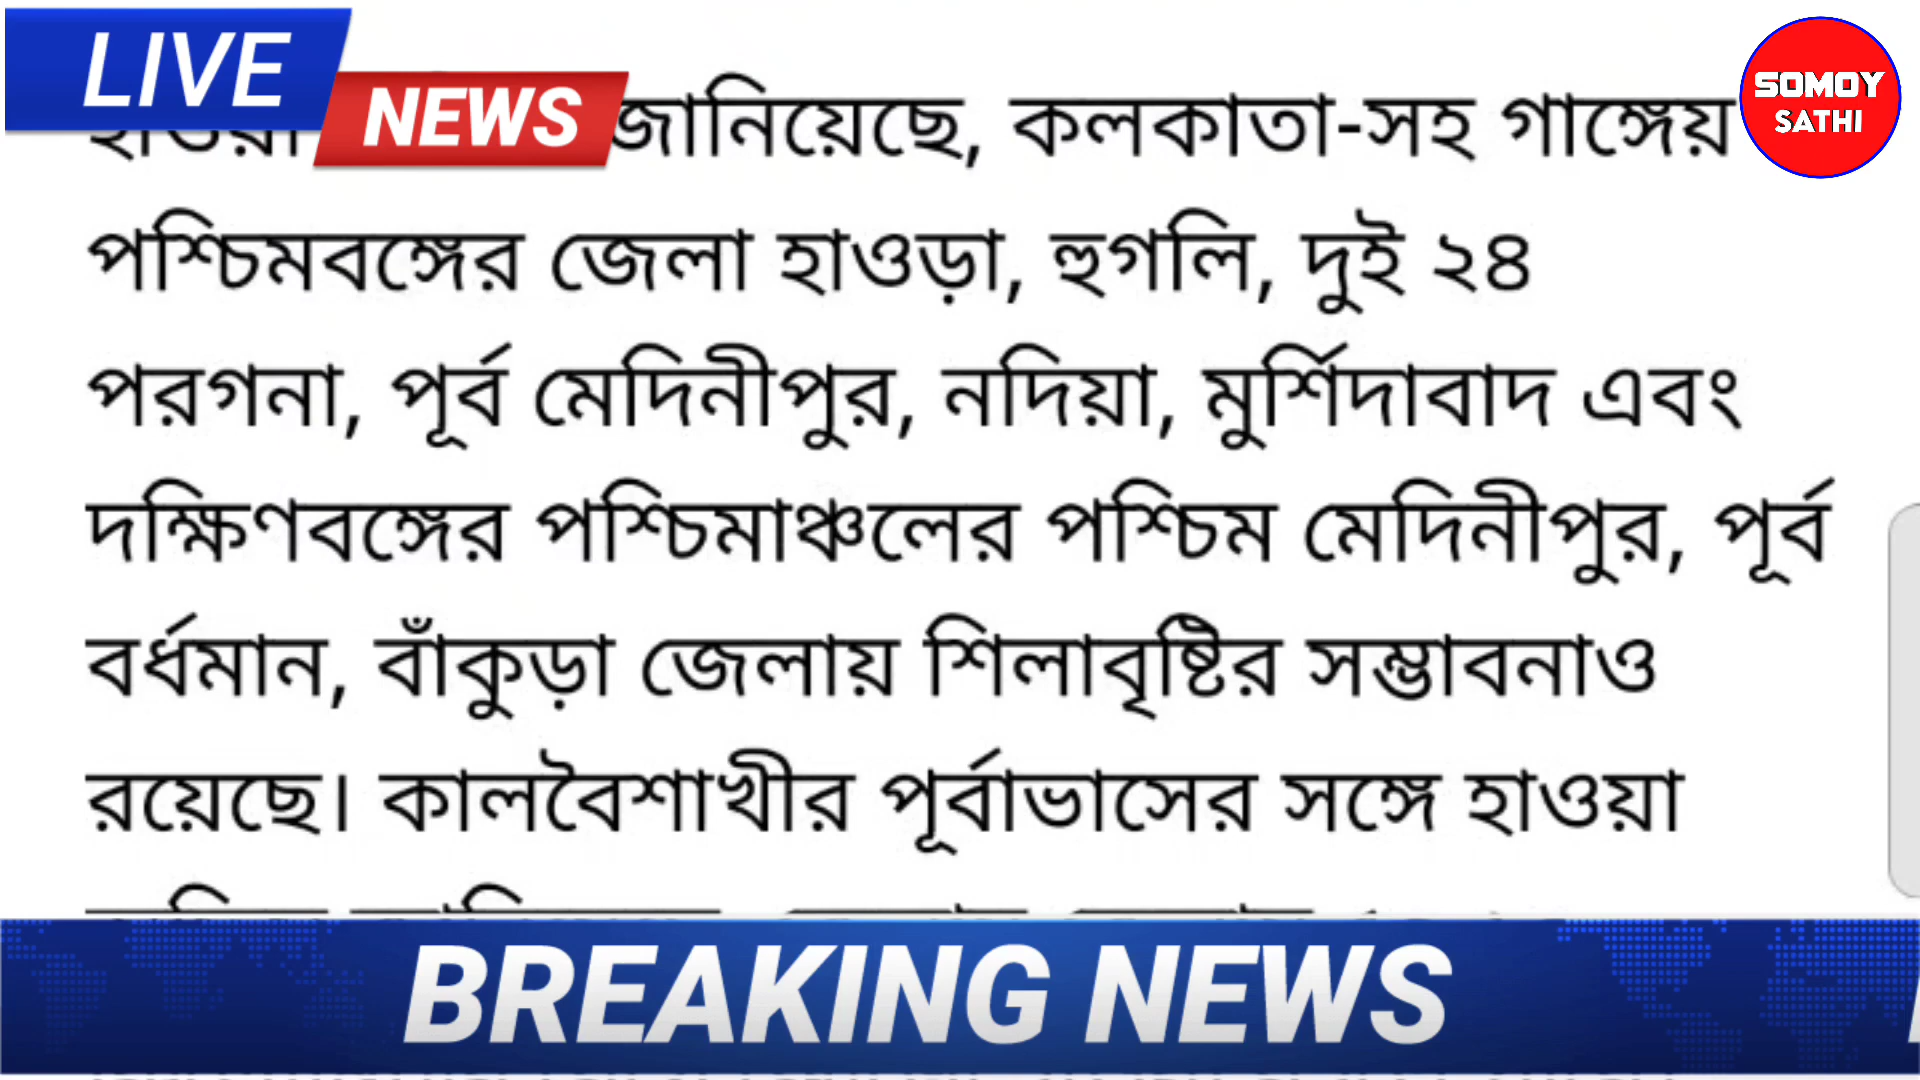 LIVE
NEWS
SOMOY
SATHI
জানিয়েছে, কলকাতা-সহ গাঙ্গেয়
পশ্চিমবঙ্গের জেলা হাওড়া, হুগলি, দুই ২৪
পরগনা, পূর্ব মেদিনীপুর, নদিয়া, মুর্শিদাবাদ এবং
দক্ষিণবঙ্গের পশ্চিমাঞ্চলের পশ্চিম মেদিনীপুর, পূর্ব
বর্ধমান, বাঁকুড়া জেলায় শিলাবৃষ্টির সম্ভাবনাও
রয়েছে। কালবৈশাখীর পূর্বাভাসের সঙ্গে হাওয়া
BREAKING NEWS